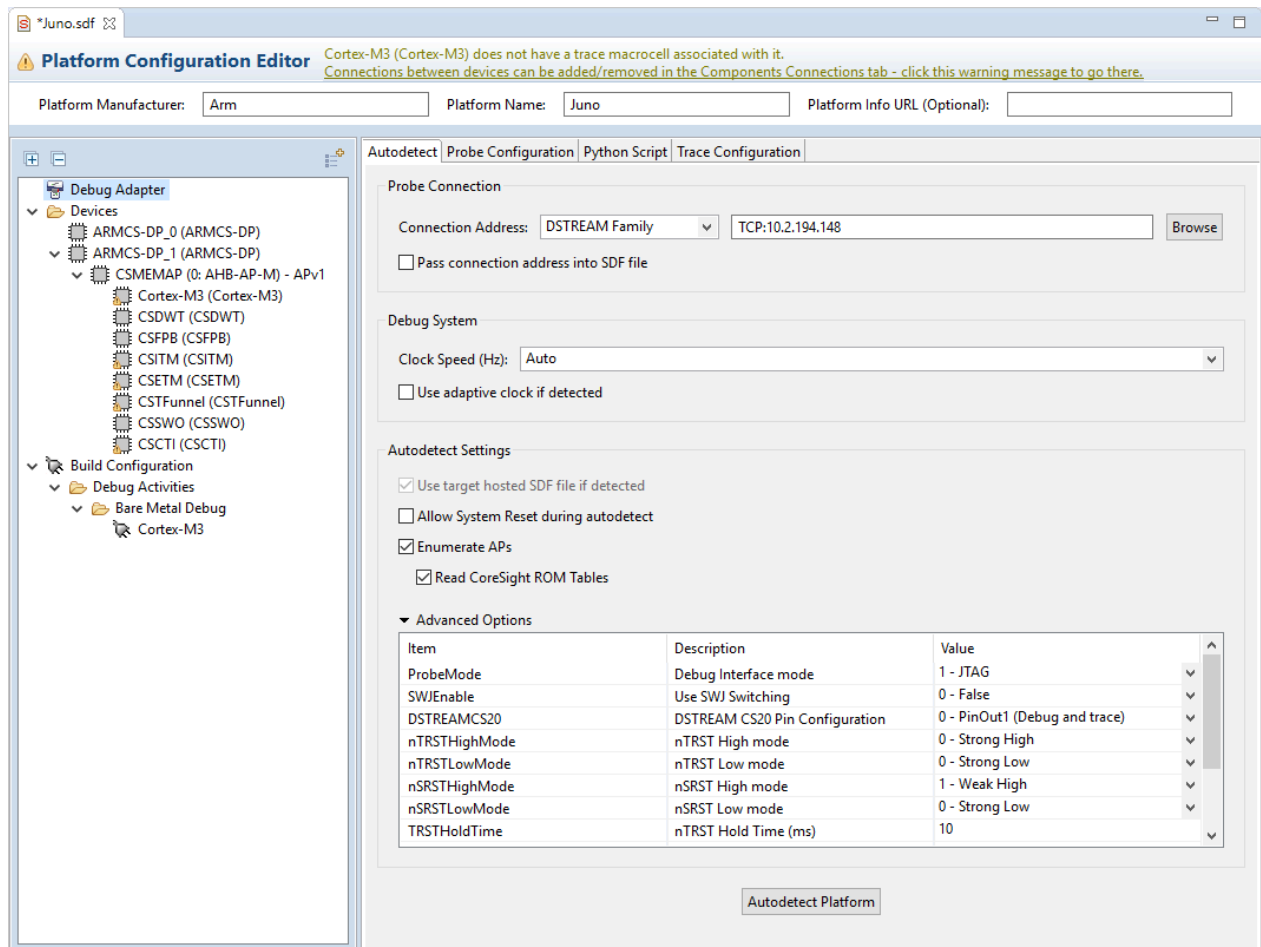 *Juno.sdf
Platform Configuration Editor
Cortex-M3 (Cortex-M3) does not have a trace macrocell associated with it.
Connections between devices can be added/removed in the Components Connections tab - click this warning message to go there.
Platform Manufacturer: Arm Platform Name: Juno Platform Info URL (Optional):
Debug Adapter
Devices
ARMCS-DP_0 (ARMCS-DP)
ARMCS-DP_1 (ARMCS-DP)
CSMEMAP (0: AHB-AP-M) - APv1
Cortex-M3 (Cortex-M3)
CSDWT (CSDWT)
CSFPB (CSFPB)
CSITM (CSITM)
CSETM (CSETM)
CSTFunnel (CSTFunnel)
CSSWO (CSSWO)
CSCTI (CSCTI)
Build Configuration
Debug Activities
Bare Metal Debug
Cortex-M3
Autodetect Probe Configuration Python Script Trace Configuration
Probe Connection
Connection Address: DSTREAM Family TCP:10.2.194.148 Browse
Pass connection address into SDF file
Debug System
Clock Speed (Hz): Auto
Use adaptive clock if detected
Autodetect Settings
Use target hosted SDF file if detected
Allow System Reset during autodetect
Enumerate APs
Read CoreSight ROM Tables
Advanced Options
Item Description Value
ProbeMode Debug Interface mode 1 - JTAG
SWJEnable Use SWJ Switching 0 - False
DSTREAMCS20 DSTREAM CS20 Pin Configuration 0 - PinOut1 (Debug and trace)
nTRSTHighMode nTRST High mode 0 - Strong High
nTRSTLowMode nTRST Low mode 0 - Strong Low
nSRSTHighMode nSRST High mode 1 - Weak High
nSRSTLowMode nSRST Low mode 0 - Strong Low
TRSTHoldTime nTRST Hold Time (ms) 10
Autodetect Platform